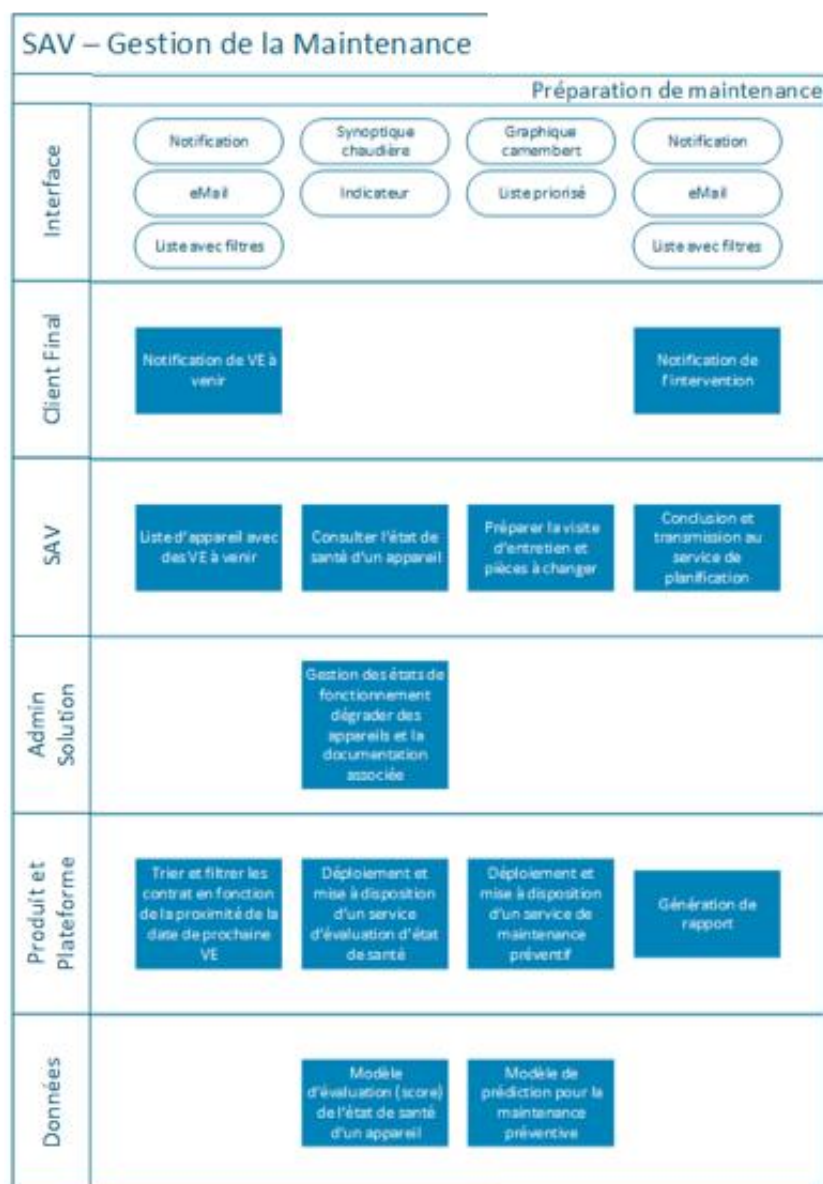 SAV – Gestion de la Maintenance
Préparation de maintenance
Interface
Notification
Synoptique
chaudière
Graphique
camembert
Notification
eMail
Indicateur
Liste priorisé
eMail
Liste avec filtres
Liste avec filtres
Client Final
Notification de VE à
venir
Notification de
l'intervention
SAV
Liste d'appareil avec
des VE à venir
Consulter l'état de
santé d'un appareil
Préparer la visite
d'entretien et
pièces à changer
Conclusion et
transmission au
service de
planification
Admin
Solution
Gestion des états de
fonctionnement
dégrader des
appareils et la
documentation
associée
Produit et
Plateforme
Trier et filtrer les
contrat en fonction
de la proximité de la
date de prochaine
VE
Déploiement et
mise à disposition
d'un service
d'évaluation d'état
de santé
Déploiement et
mise à disposition
d'un service de
maintenance
préventif
Génération de
rapport
Données
Modèle
d'évaluation (score)
de l'état de santé
d'un appareil
Modèle de
prédiction pour la
maintenance
préventive